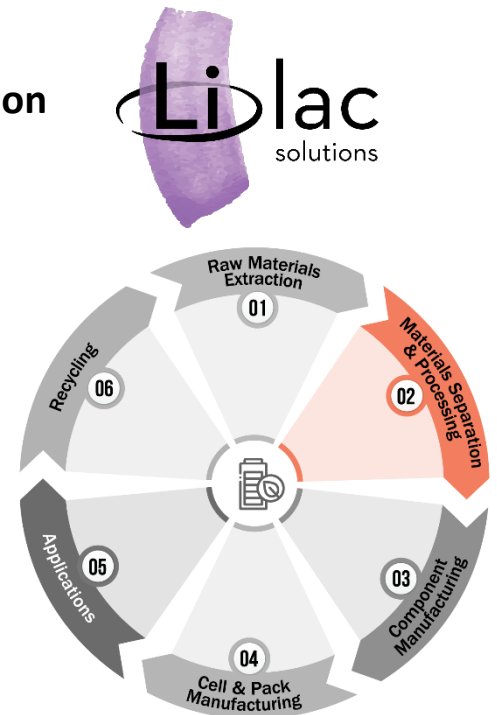 on
Lilac
solutions
Raw Materials
Extraction
01
Materials Separation
& Processing
02
03
Component
Manufacturing
04
Cell & Pack
Manufacturing
05
Applications
06
Recycling